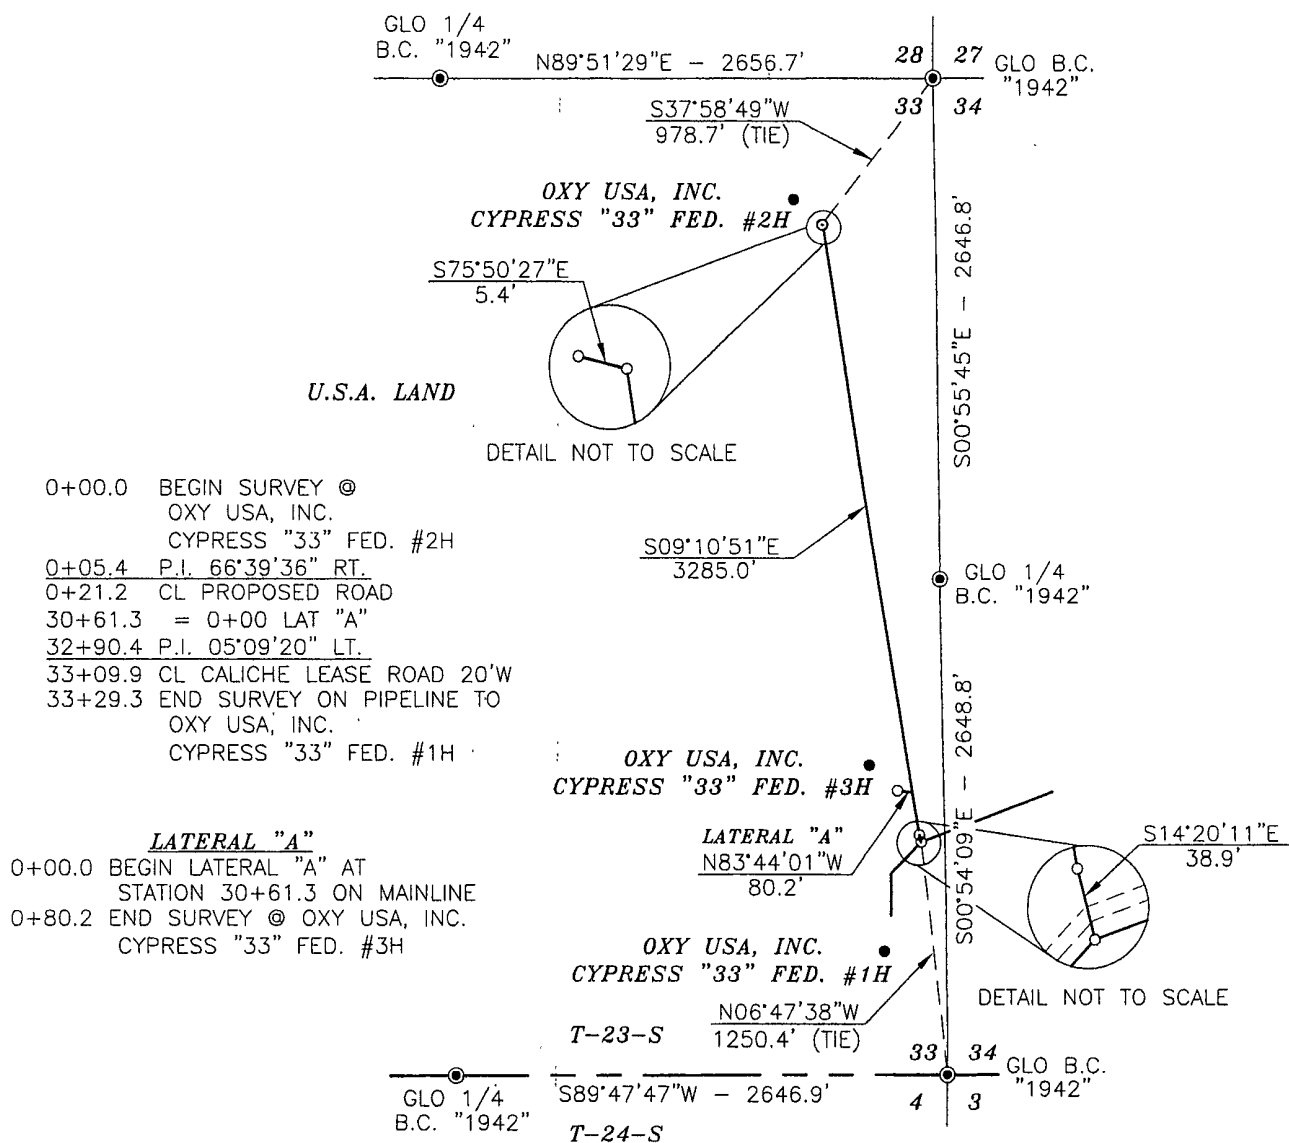 GLO 1/4
B.C. "1942"
N89°51'29"E - 2656.7'
28 27
33 34
GLO B.C.
"1942"
S37°58'49"W
978.7' (TIE)
OXY USA, INC.
CYPRESS "33" FED. #2H
S75°50'27"E
5.4'
S00°55'45"E - 2646.8'
U.S.A. LAND
DETAIL NOT TO SCALE
0+00.0 BEGIN SURVEY @
OXY USA, INC.
CYPRESS "33" FED. #2H
0+05.4 P.I. 66°39'36" RT.
0+21.2 CL PROPOSED ROAD
30+61.3 = 0+00 LAT "A"
32+90.4 P.I. 05°09'20" LT.
33+09.9 CL CALICHE LEASE ROAD 20'W
33+29.3 END SURVEY ON PIPELINE TO
OXY USA, INC.
CYPRESS "33" FED. #1H
S09°10'51"E
3285.0'
GLO 1/4
B.C. "1942"
S00°54'09"E - 2648.8'
OXY USA, INC.
CYPRESS "33" FED. #3H
LATERAL "A"
N83°44'01"W
80.2'
S14°20'11"E
38.9'
LATERAL "A"
0+00.0 BEGIN LATERAL "A" AT
STATION 30+61.3 ON MAINLINE
0+80.2 END SURVEY @ OXY USA, INC.
CYPRESS "33" FED. #3H
OXY USA, INC.
CYPRESS "33" FED. #1H
DETAIL NOT TO SCALE
N06°47'38"W
1250.4' (TIE)
T-23-S
33 34
GLO B.C.
"1942"
GLO 1/4
B.C. "1942"
S89°47'47"W - 2646.9'
4 3
T-24-S